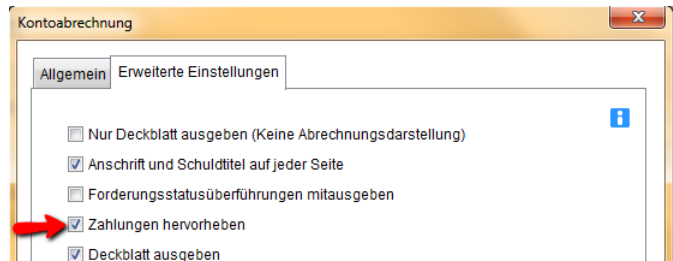 Kontoabrechnung
Allgemein Erweiterte Einstellungen
Nur Deckblatt ausgeben (Keine Abrechnungsdarstellung)
Anschrift und Schuldtitel auf jeder Seite
Forderungsstatusüberführungen mitausgeben
Zahlungen hervorheben
Deckblatt ausgeben